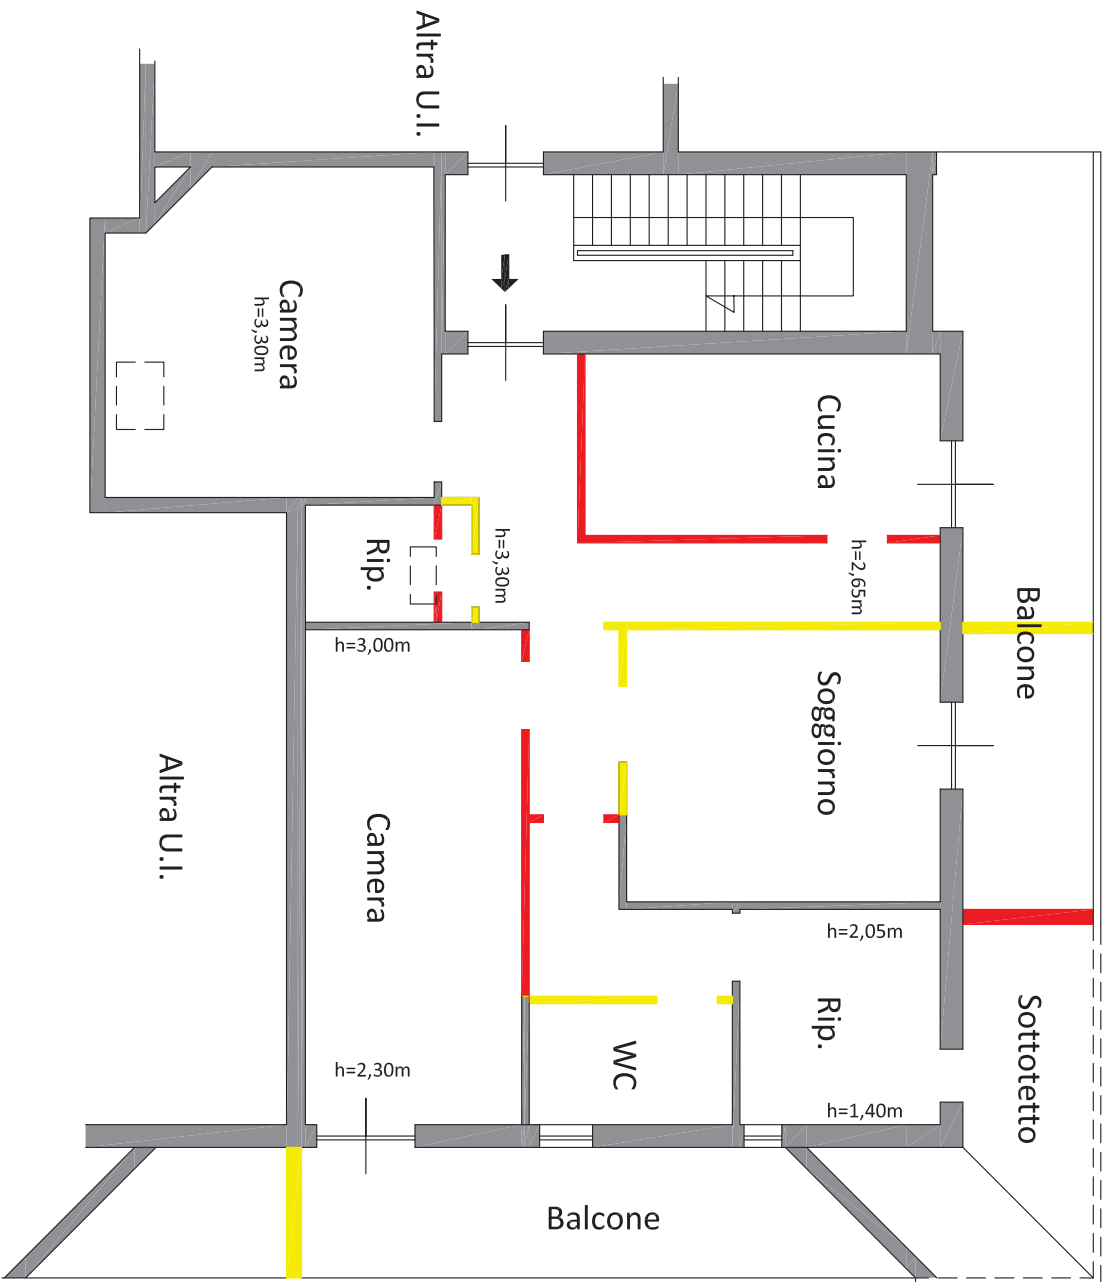 Altra U.I.
Camera
h=3,30m
Cucina
Rip.
h=3,30m
h=2,65m
Balcone
h=3,00m
Soggiorno
Altra U.I.
Camera
h=2,05m
Rip.
Sottotetto
WC
h=2,30m
h=1,40m
Balcone